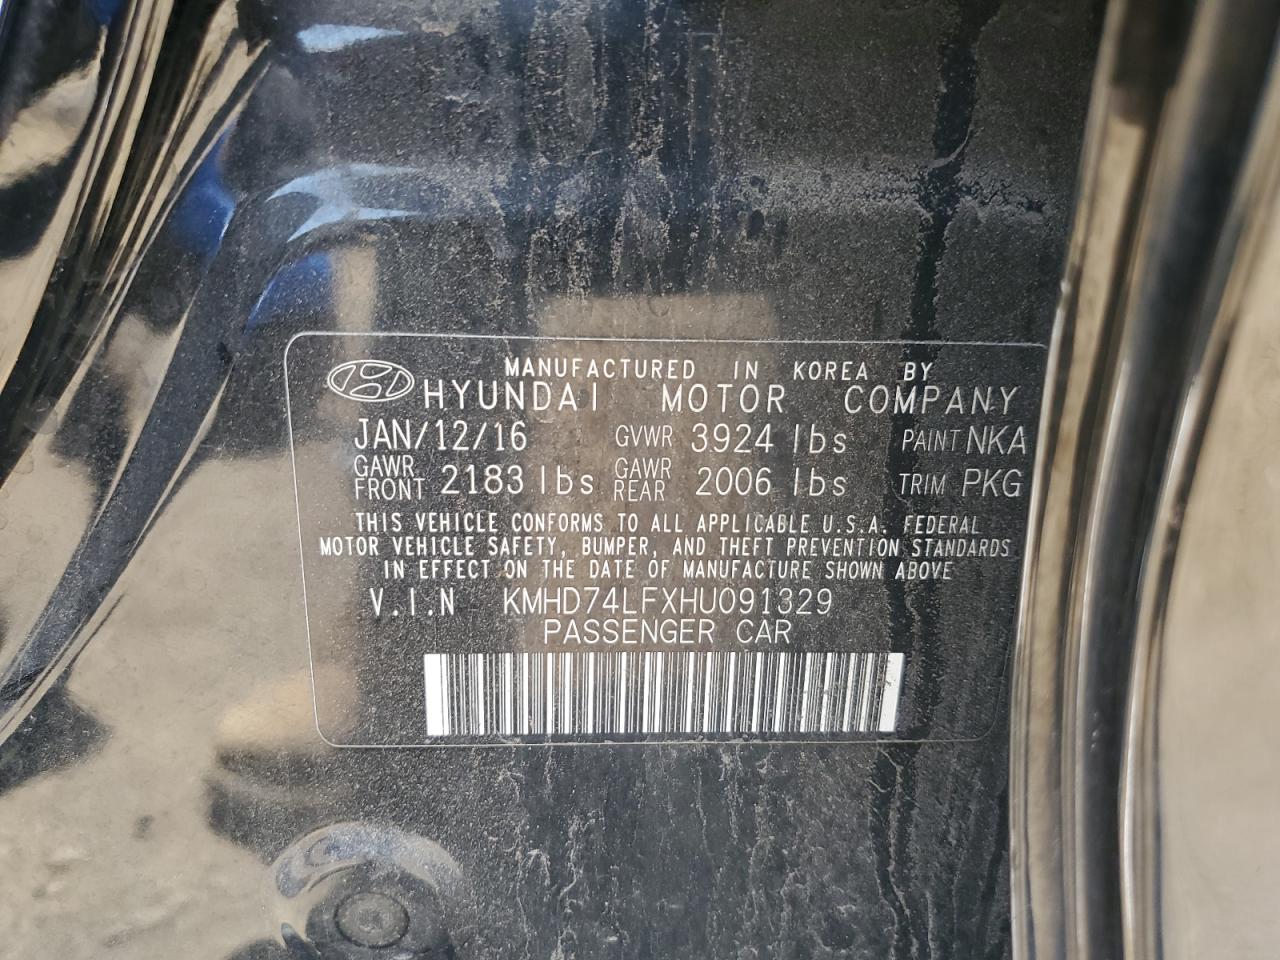 MANUFACTURED IN KOREA BY
HYUNDAI MOTOR COMPANY
JAN/12/16 GVWR 3924 lbs PAINT NKA
GAWR FRONT 2183 lbs GAWR REAR 2006 lbs TRIM PKG
THIS VEHICLE CONFORMS TO ALL APPLICABLE U.S.A. FEDERAL
MOTOR VEHICLE SAFETY, BUMPER, AND THEFT PREVENTION STANDARDS
IN EFFECT ON THE DATE OF MANUFACTURE SHOWN ABOVE
V.I.N KMHD74LFXHU091329
PASSENGER CAR